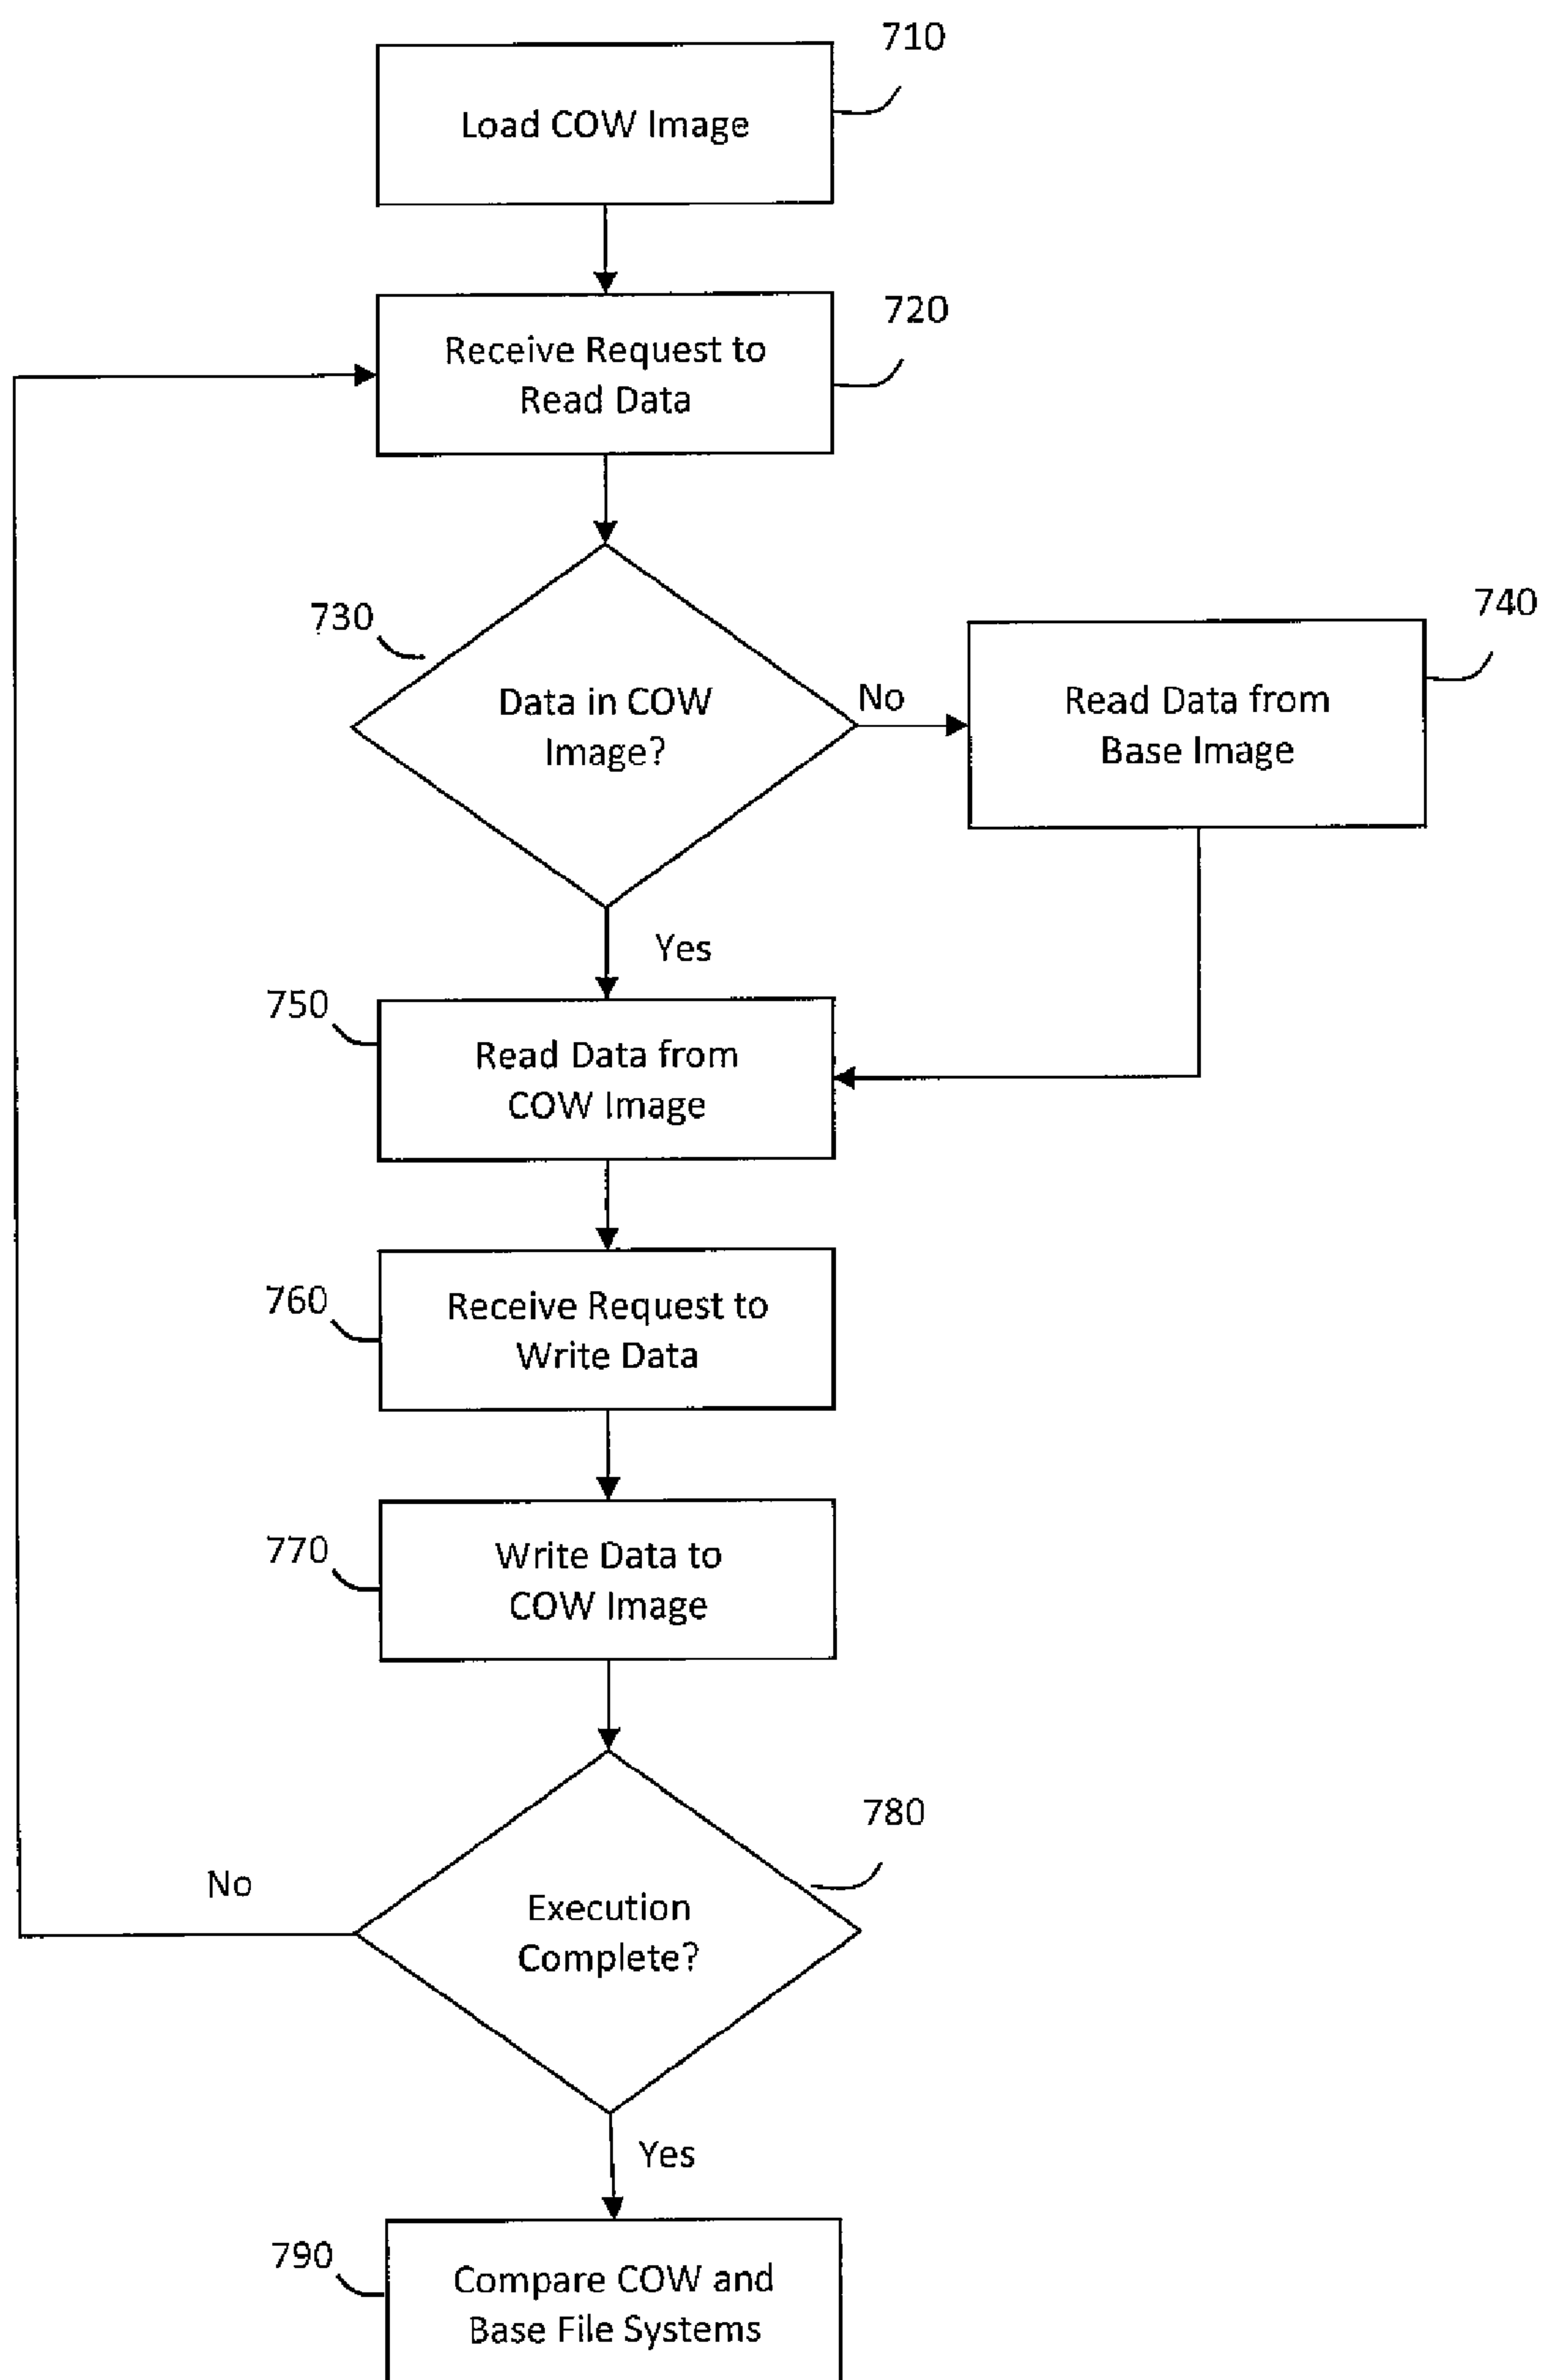 710
Load COW Image
720
Receive Request to
Read Data
730
Data in COW
Image?
No
740
Read Data from
Base Image
Yes
750
Read Data from
COW Image
760
Receive Request to
Write Data
770
Write Data to
COW Image
780
Execution
Complete?
No
Yes
790
Compare COW and
Base File Systems